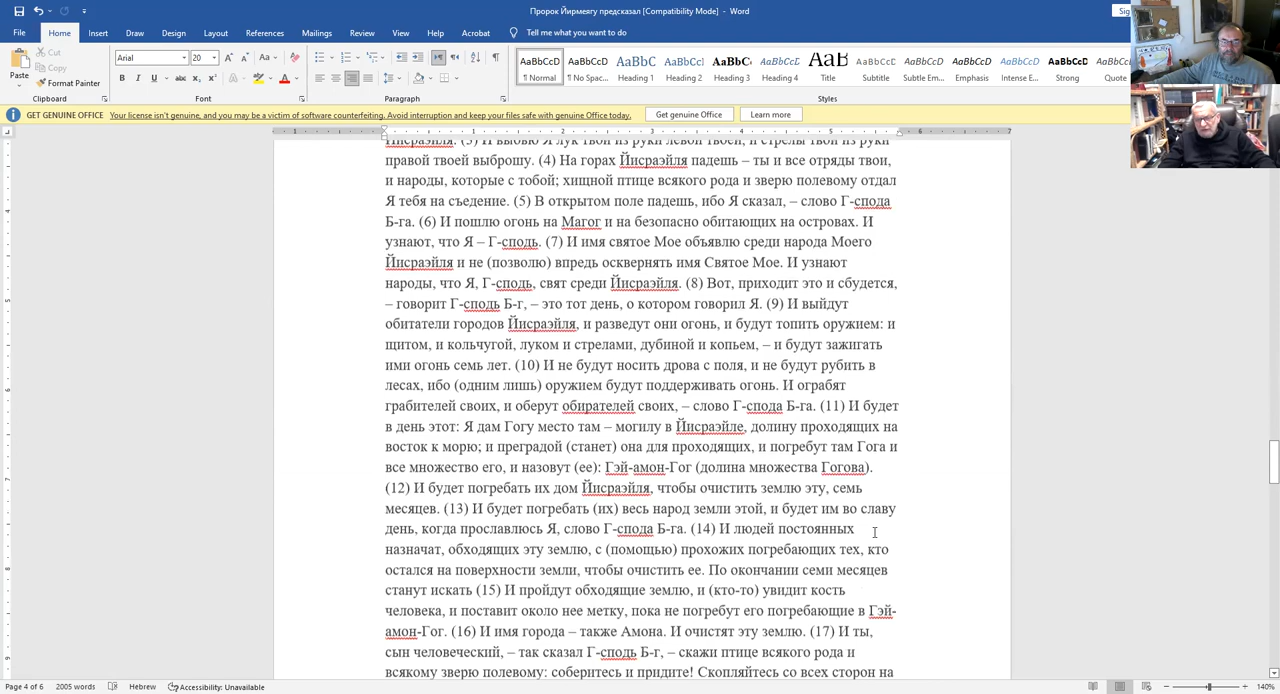 Пророк Йирмеягу предсказал [Compatibility Mode] - Word
File Home Insert Draw Design Layout References Mailings Review View Help Acrobat Tell me what you want to do
Paste
Cut
Copy
Format Painter
Clipboard
Arial 20
Font
Paragraph
AaBbCcD AaBbCcD AaBbC AaBbCcD AaBbC AaBbCcD AaB AaBbCcD AaBbCcD AaBbCcD AaBbCcD AaBbCcD AaBbCcD
¶ Normal ¶ No Spac... Heading 1 Heading 2 Heading 3 Heading 4 Title Subtitle Subtle Em... Emphasis Intense E... Strong Quote
Styles
GET GENUINE OFFICE Your license isn't genuine, and you may be a victim of software counterfeiting. Avoid interruption and keep your files safe with genuine Office today. Get genuine Office Learn more
Йисраэля. (3) И выбью Я лук твой из руки левой твоей, и стрелы твои из руки
правой твоей выброшу. (4) На горах Йисраэйля падешь – ты и все отряды твои,
и народы, которые с тобой; хищной птице всякого рода и зверю полевому отдал
Я тебя на съедение. (5) В открытом поле падешь, ибо Я сказал, – слово Г-спода
Б-га. (6) И пошлю огонь на Магог и на безопасно обитающих на островах. И
узнают, что Я – Г-сподь. (7) И имя святое Мое объявлю среди народа Моего
Йисраэйля и не (позволю) впредь осквернять имя Святое Мое. И узнают
народы, что Я, Г-сподь, свят среди Йисраэйля. (8) Вот, приходит это и сбудется,
– говорит Г-сподь Б-г, – это тот день, о котором говорил Я. (9) И выйдут
обитатели городов Йисраэйля, и разведут они огонь, и будут топить оружием: и
щитом, и кольчугой, луком и стрелами, дубиной и копьем, – и будут зажигать
ими огонь семь лет. (10) И не будут носить дрова с поля, и не будут рубить в
лесах, ибо (одним лишь) оружием будут поддерживать огонь. И ограбят
грабителей своих, и оберут обирателей своих, – слово Г-спода Б-га. (11) И будет
в день этот: Я дам Гогу место там – могилу в Йисраэйле, долину проходящих на
восток к морю; и преградой (станет) она для проходящих, и погребут там Гога и
все множество его, и назовут (ее): Гэй-амон-Гог (долина множества Гогова).
(12) И будет погребать их дом Йисраэйля, чтобы очистить землю эту, семь
месяцев. (13) И будет погребать (их) весь народ земли этой, и будет им во славу
день, когда прославлюсь Я, слово Г-спода Б-га. (14) И людей постоянных
назначат, обходящих эту землю, с (помощью) прохожих погребающих тех, кто
остался на поверхности земли, чтобы очистить ее. По окончании семи месяцев
станут искать (15) И пройдут обходящие землю, и (кто-то) увидит кость
человека, и поставит около нее метку, пока не погребут его погребающие в Гэй-
амон-Гог. (16) И имя города – также Амона. И очистят эту землю. (17) И ты,
сын человеческий, – так сказал Г-сподь Б-г, – скажи птице всякого рода и
всякому зверю полевому: соберитесь и придите! Скопляйтесь со всех сторон на
Page 4 of 6 2005 words Hebrew Accessibility: Unavailable 140%